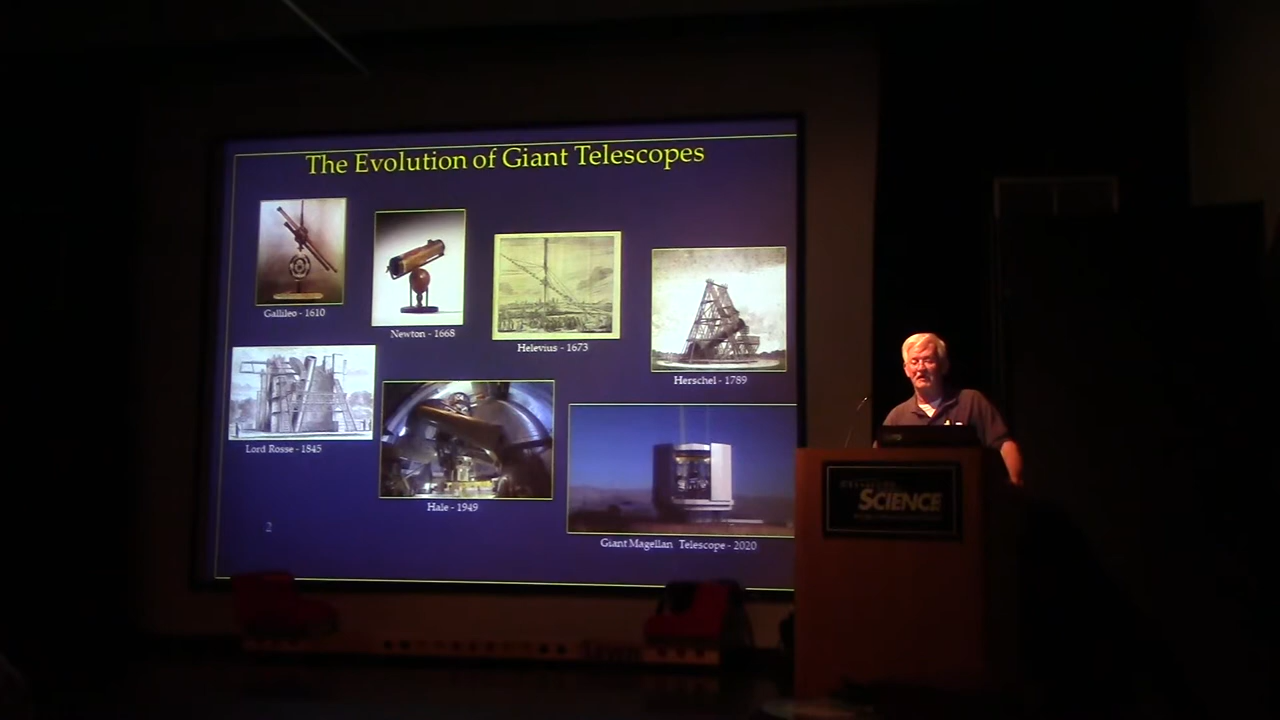 The Evolution of Giant Telescopes
Gallileo - 1610
Newton - 1668
Helevius - 1673
Herschel - 1789
Lord Rosse - 1845
Hale - 1949
Giant Magellan Telescope - 2020
2
SCIENCE